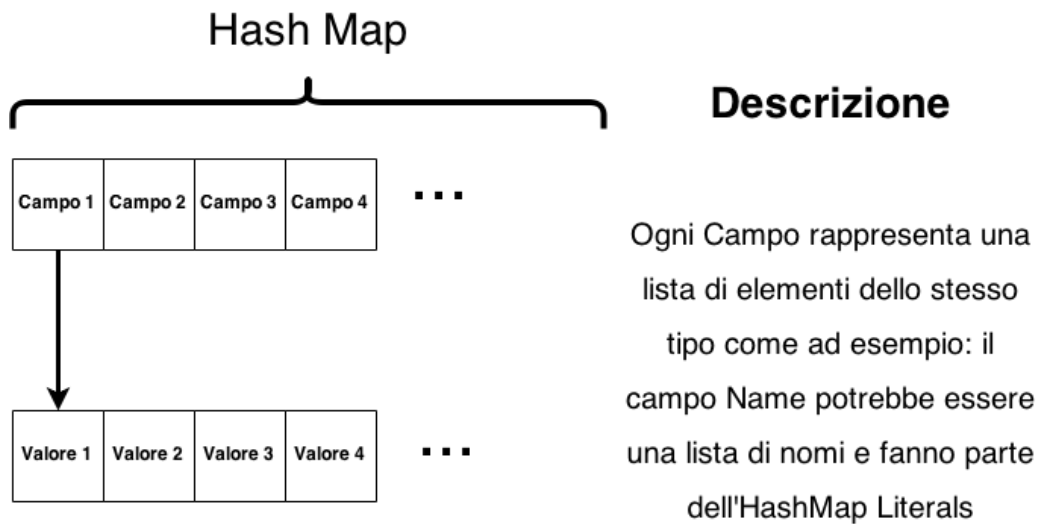 Hash Map
Descrizione
Campo 1 Campo 2 Campo 3 Campo 4 ...
Ogni Campo rappresenta una
lista di elementi dello stesso
tipo come ad esempio: il
campo Name potrebbe essere
una lista di nomi e fanno parte
dell'HashMap Literals
Valore 1 Valore 2 Valore 3 Valore 4 ...